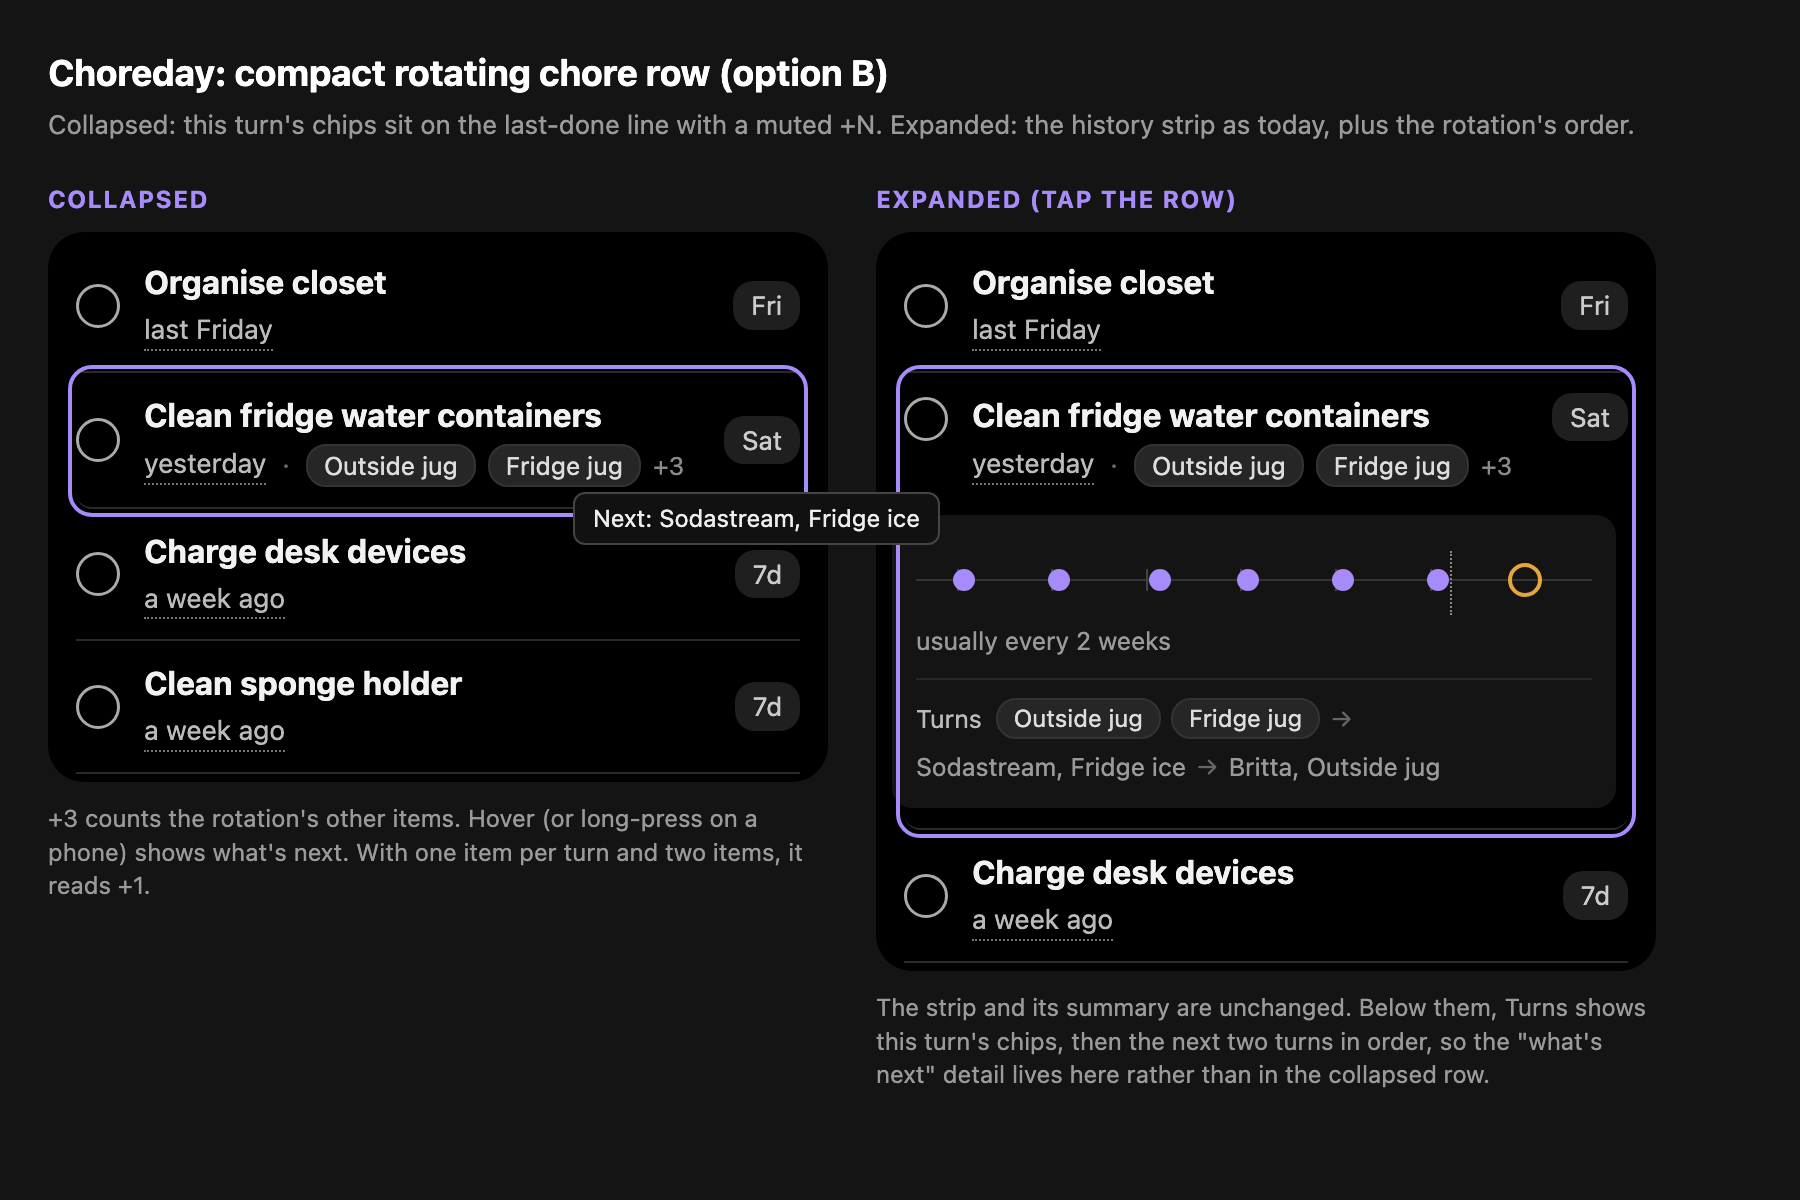 Choreday: compact rotating chore row (option B)
Collapsed: this turn's chips sit on the last-done line with a muted +N. Expanded: the history strip as today, plus the rotation's order.
COLLAPSED
Organise closet
Fri
last Friday
Clean fridge water containers
Sat
yesterday · Outside jug Fridge jug +3
Next: Sodastream, Fridge ice
Charge desk devices
7d
a week ago
Clean sponge holder
7d
a week ago
+3 counts the rotation's other items. Hover (or long-press on a
phone) shows what's next. With one item per turn and two items, it
reads +1.
EXPANDED (TAP THE ROW)
Organise closet
Fri
last Friday
Clean fridge water containers
Sat
yesterday · Outside jug Fridge jug +3
usually every 2 weeks
Turns Outside jug Fridge jug →
Sodastream, Fridge ice → Britta, Outside jug
Charge desk devices
7d
a week ago
The strip and its summary are unchanged. Below them, Turns shows
this turn's chips, then the next two turns in order, so the "what's
next" detail lives here rather than in the collapsed row.